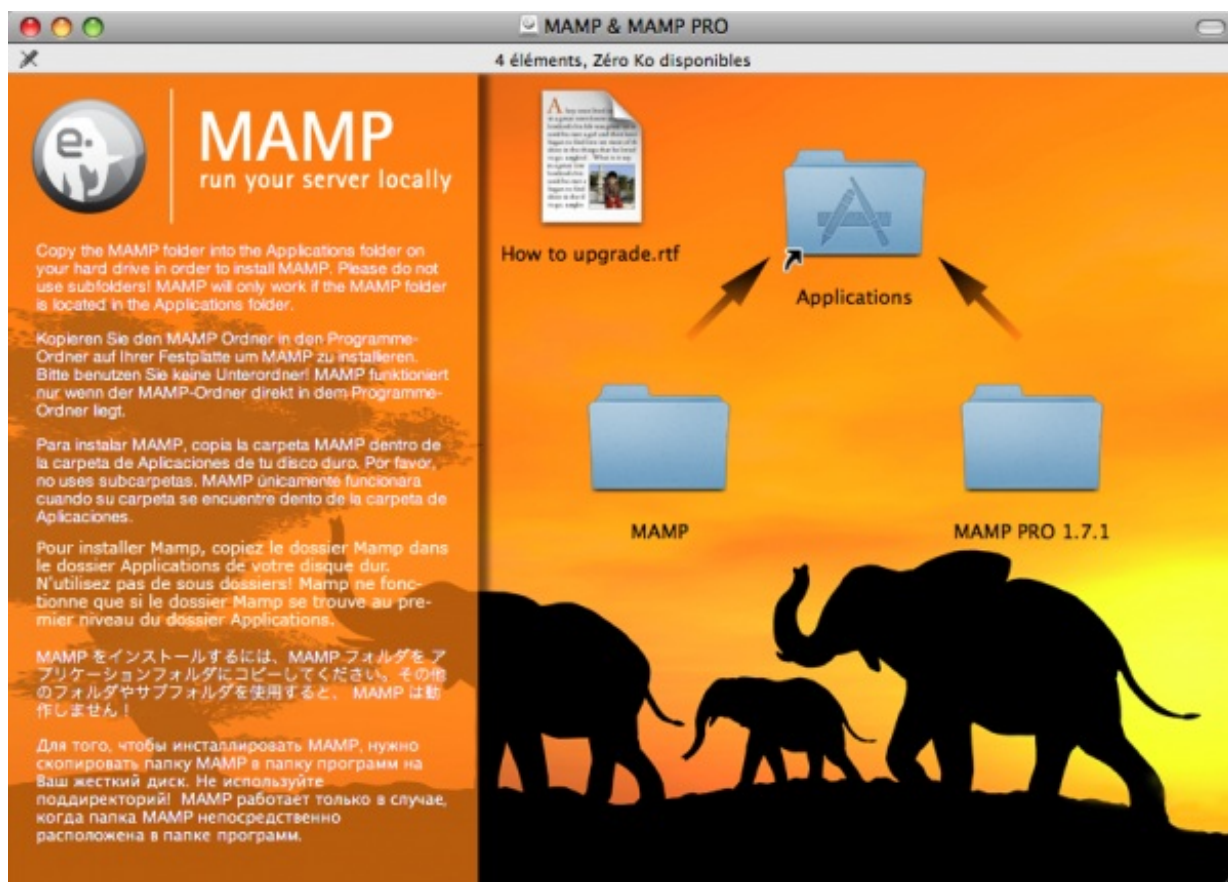 MAMP & MAMP PRO
4 éléments, Zéro Ko disponibles
e.
MAMP
run your server locally
Copy the MAMP folder into the Applications folder on
your hard drive in order to install MAMP. Please do not
use subfolders! MAMP will only work if the MAMP folder
is located in the Applications folder.
Kopieren Sie den MAMP Ordner in den Programme-
Ordner auf Ihrer Festplatte um MAMP zu installieren.
Bitte benutzen Sie keine Unterordner! MAMP funktioniert
nur wenn der MAMP-Ordner direkt in dem Programme-
Ordner liegt.
Para instalar MAMP, copia la carpeta MAMP dentro de
la carpeta de Aplicaciones de tu disco duro. Por favor,
no uses subcarpetas. MAMP únicamente funcionara
cuando su carpeta se encuentre dento de la carpeta de
Aplicaciones.
Pour installer Mamp, copiez le dossier Mamp dans
le dossier Applications de votre disque dur.
N'utilisez pas de sous dossiers! Mamp ne fonc-
tionne que si le dossier Mamp se trouve au pre-
mier niveau du dossier Applications.
MAMP をインストールするには、MAMP フォルダを ア
プリケーションフォルダにコピーしてください。その他
のフォルダやサブフォルダを使用すると、 MAMP は動
作しません！
Для того, чтобы инсталлировать MAMP, нужно
скопировать папку MAMP в папку программ на
Ваш жесткий диск. Не используйте
поддиректорий! MAMP работает только в случае,
когда папка MAMP непосредственно
расположена в папке программ.
How to upgrade.rtf
Applications
MAMP
MAMP PRO 1.7.1